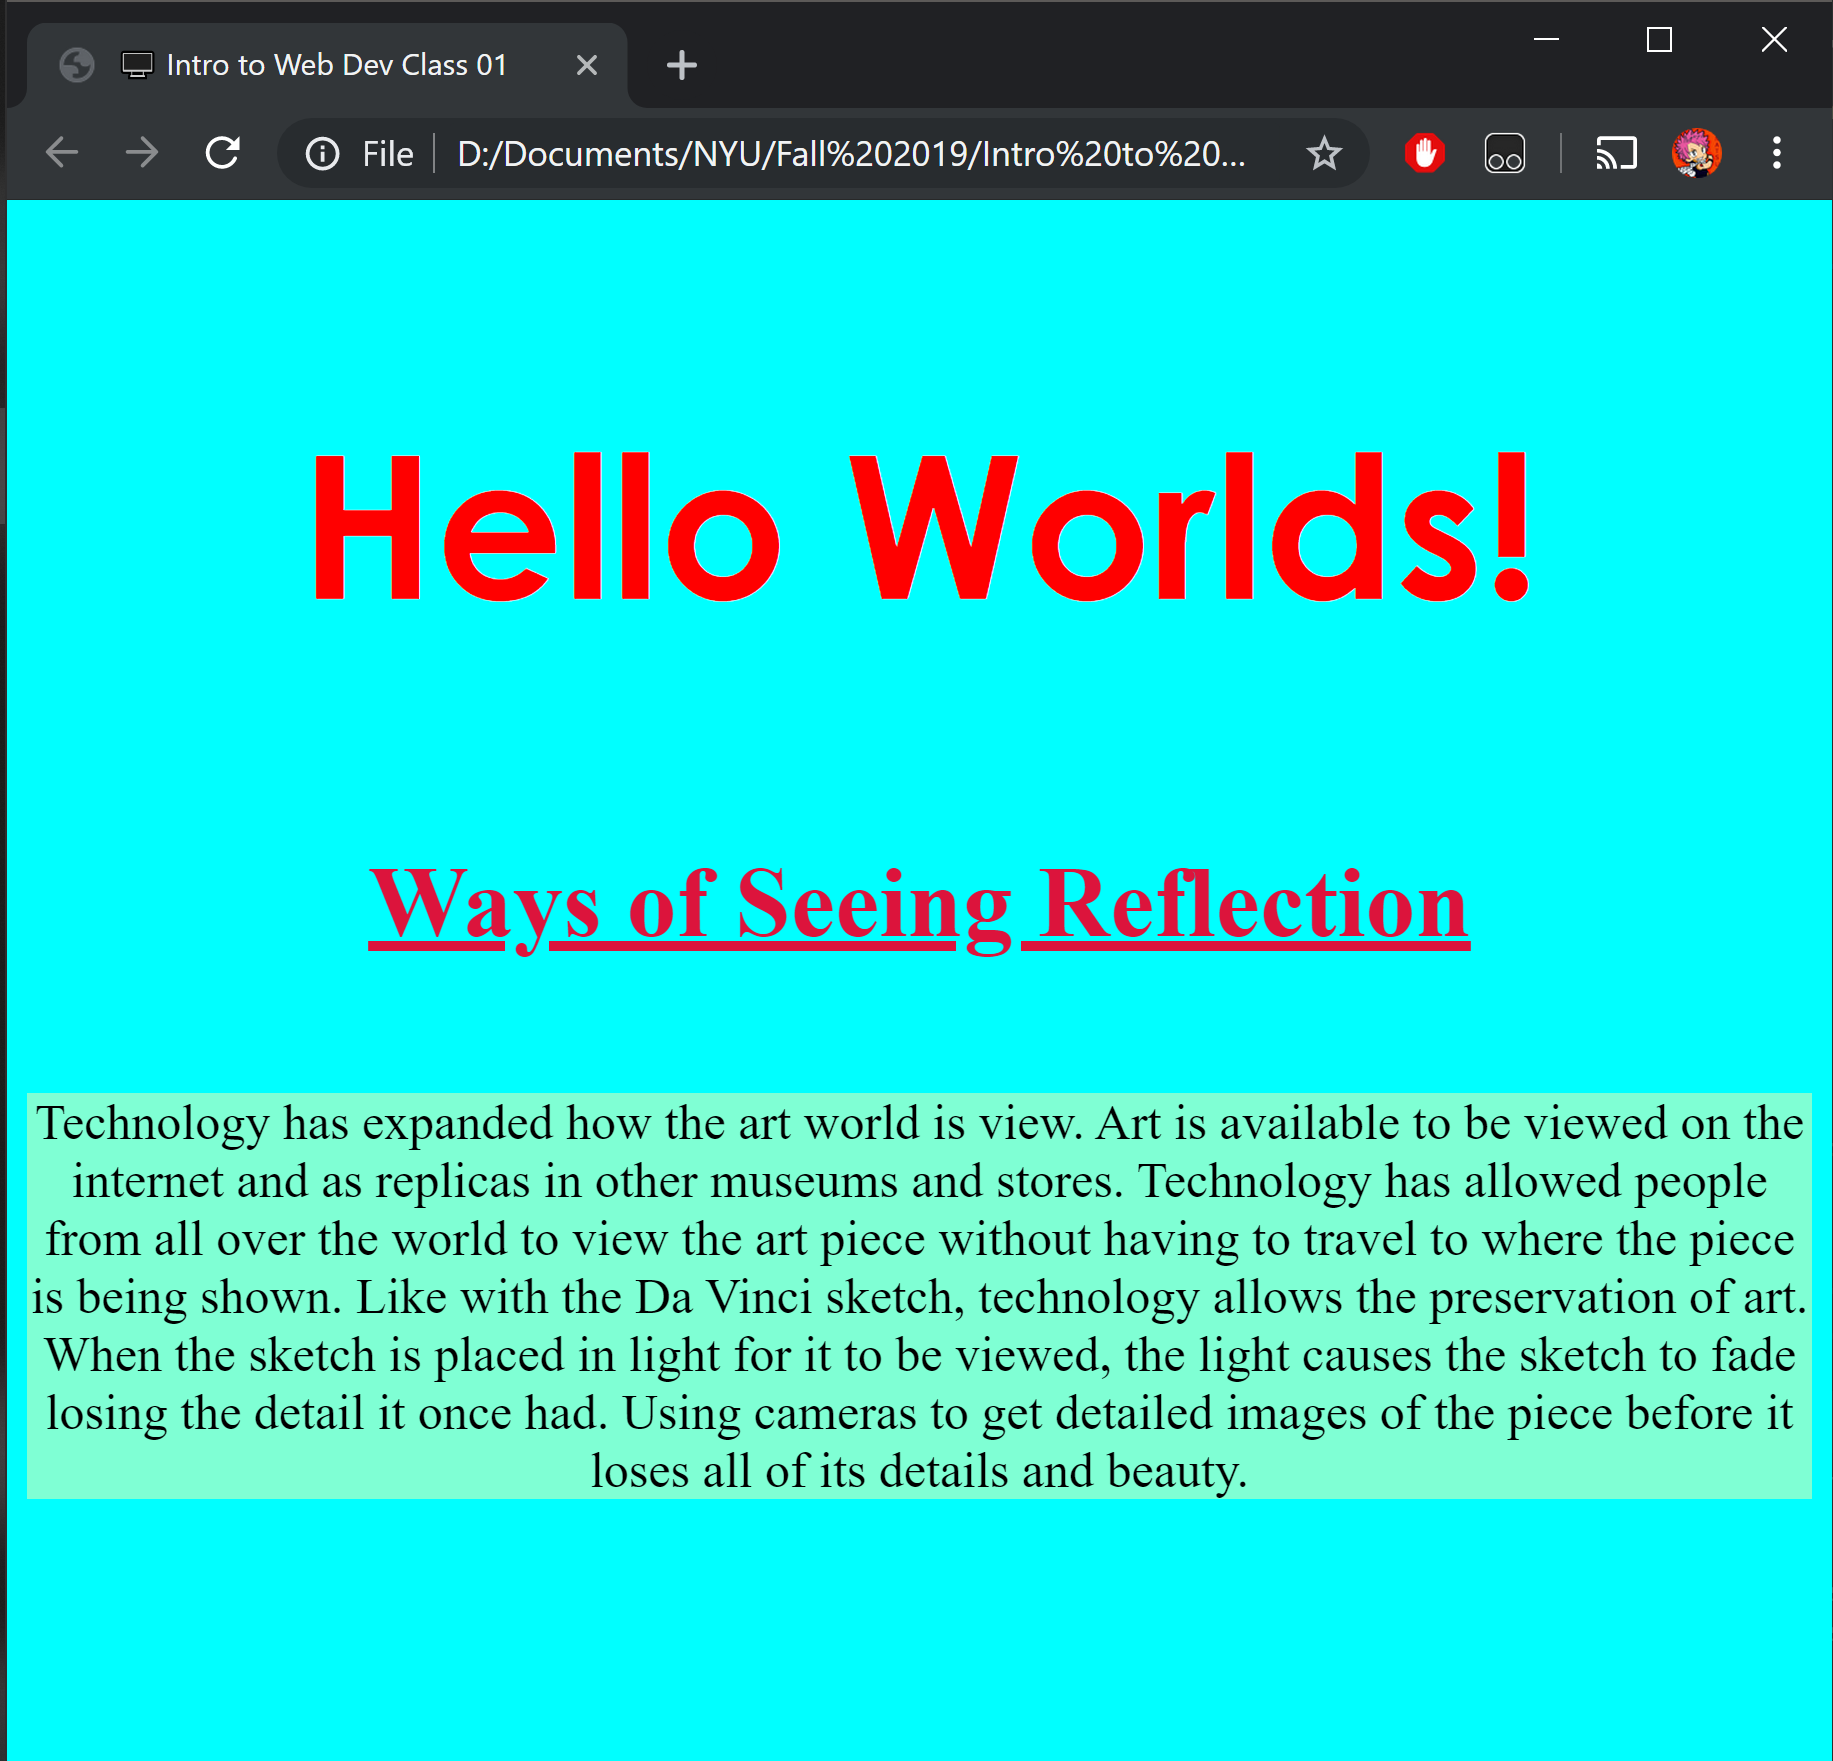 Intro to Web Dev Class 01
File
D:/Documents/NYU/Fall%202019/Intro%20to%20...
Hello Worlds!
Ways of Seeing Reflection
Technology has expanded how the art world is view. Art is available to be viewed on the
internet and as replicas in other museums and stores. Technology has allowed people
from all over the world to view the art piece without having to travel to where the piece
is being shown. Like with the Da Vinci sketch, technology allows the preservation of art.
When the sketch is placed in light for it to be viewed, the light causes the sketch to fade
losing the detail it once had. Using cameras to get detailed images of the piece before it
loses all of its details and beauty.